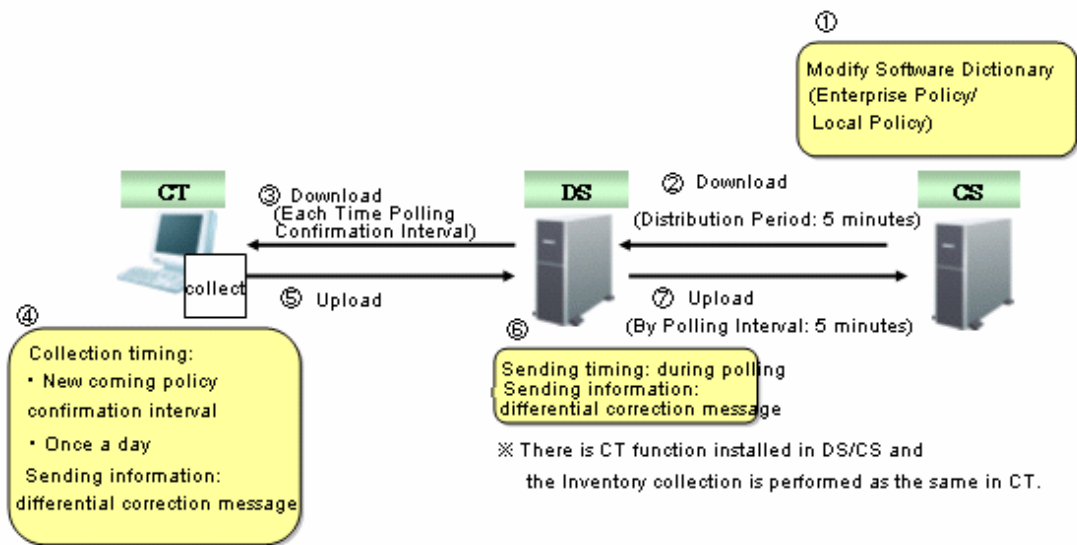 ①
Modify Software Dictionary
(Enterprise Policy/
Local Policy)
CT
③ Download
(Each Time Polling
Confirmation Interval)
DS
② Download
(Distribution Period: 5 minutes)
CS
collect
⑤ Upload
⑦ Upload
(By Polling Interval: 5 minutes)
④
Collection timing:
・New coming policy
confirmation interval
・Once a day
Sending information:
differential correction message
⑥
Sending timing: during polling
Sending information:
differential correction message
※ There is CT function installed in DS/CS and
the Inventory collection is performed as the same in CT.